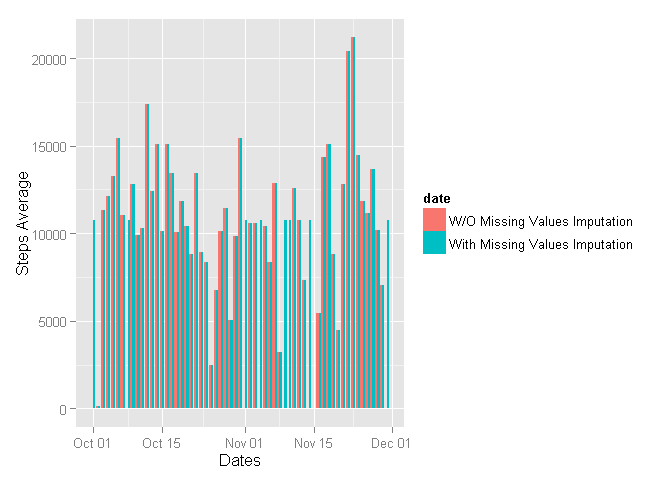 20000
15000
10000
5000
0
Steps Average
Oct 01 Oct 15 Nov 01 Nov 15 Dec 01
Dates
date
W/O Missing Values Imputation
With Missing Values Imputation